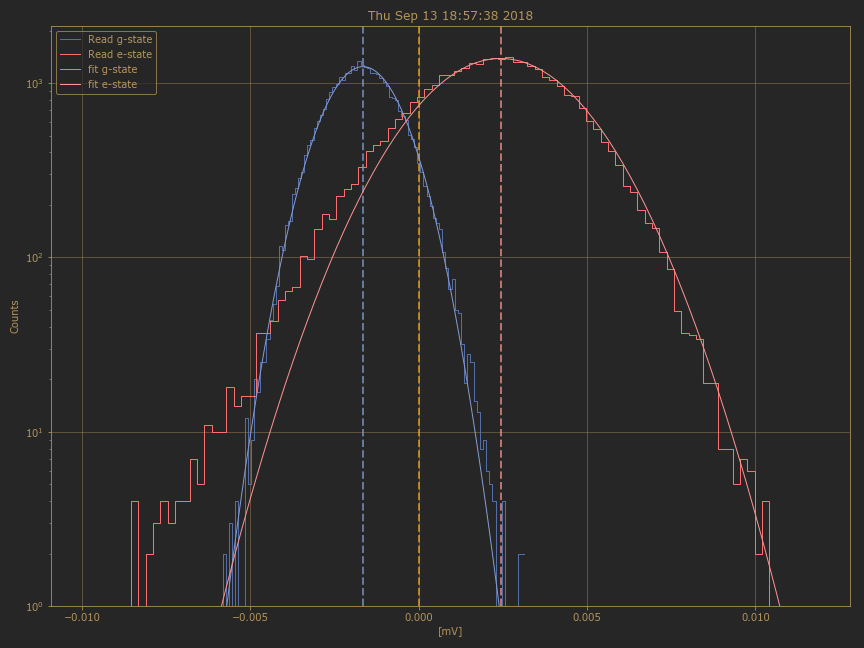 Thu Sep 13 18:57:38 2018
Read g-state
Read e-state
fit g-state
fit e-state
10³
10²
10¹
10⁰
Counts
−0.010
−0.005
0.000
0.005
0.010
[mV]